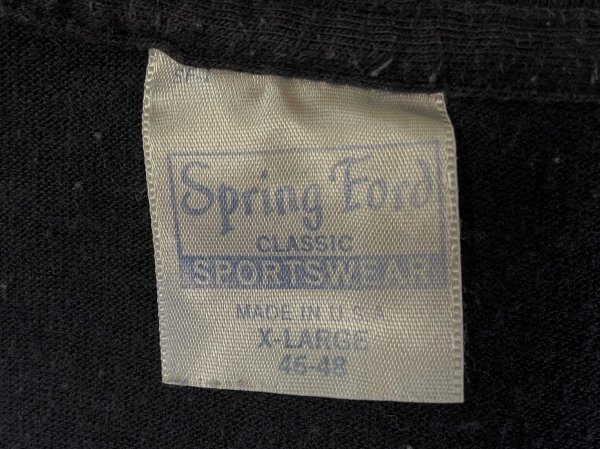 Spring Ford
CLASSIC
SPORTSWEAR
MADE IN U.S.A
X-LARGE
46-48